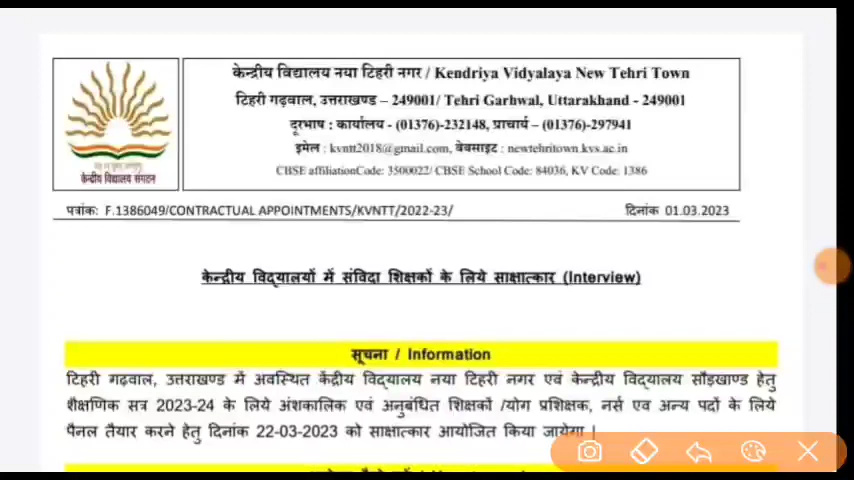 केन्द्रीय विद्यालय नया टिहरी नगर / Kendriya Vidyalaya New Tehri Town
टिहरी गढ़वाल, उत्तराखण्ड – 249001/ Tehri Garhwal, Uttarakhand - 249001
दूरभाष : कार्यालय - (01376)-232148, प्राचार्य – (01376)-297941
इमेल : kvntt2018@gmail.com, वेवसाइट : newtehritown.kvs.ac.in
CBSE affiliationCode: 3500022/ CBSE School Code: 84036, KV Code: 1386
केन्द्रीय विद्यालय संगठन
पत्रांक: F.1386049/CONTRACTUAL APPOINTMENTS/KVNTT/2022-23/ दिनांक 01.03.2023
केन्द्रीय विद्यालयों में संविदा शिक्षकों के लिये साक्षात्कार (Interview)
सूचना / Information
टिहरी गढ़वाल, उत्तराखण्ड में अवस्थित केंद्रीय विद्यालय नया टिहरी नगर एवं केन्द्रीय विद्यालय सौड़खाण्ड हेतु
शैक्षणिक सत्र 2023-24 के लिये अंशकालिक एवं अनुबंधित शिक्षकों /योग प्रशिक्षक, नर्स एवं अन्य पदों के लिये
पैनल तैयार करने हेतु दिनांक 22-03-2023 को साक्षात्कार आयोजित किया जायेगा |